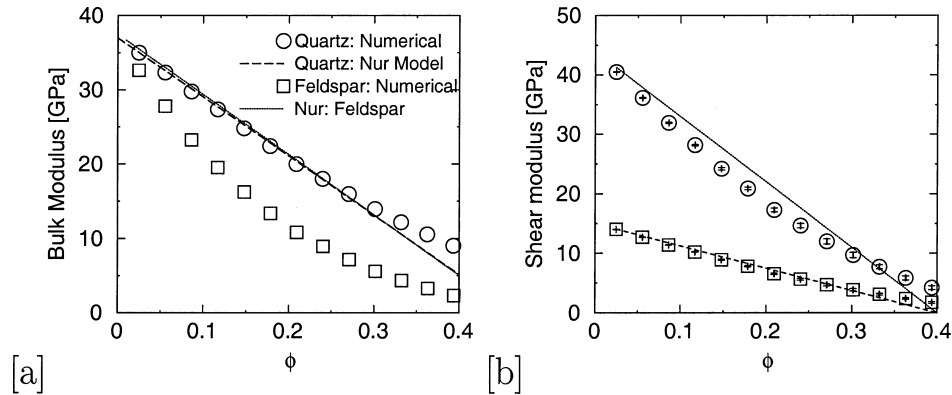 40
30
20
10
0
0
0.1
0.2
0.3
0.4
Bulk Modulus [GPa]
ϕ
Quartz: Numerical
Quartz: Nur Model
Feldspar: Numerical
Nur: Feldspar
[a]
50
40
30
20
10
0
0
0.1
0.2
0.3
0.4
Shear modulus [GPa]
ϕ
[b]